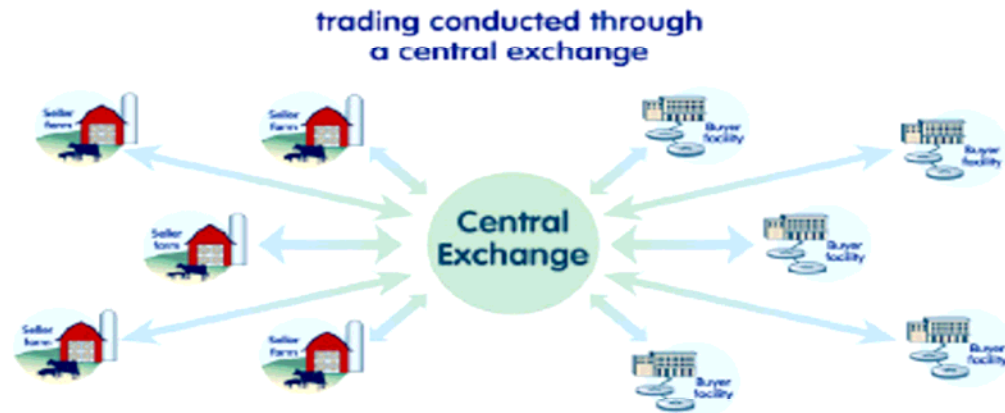 trading conducted through
a central exchange
Seller
farm
Seller
farm
Buyer
facility
Buyer
facility
Seller
farm
Central
Exchange
Buyer
facility
Seller
farm
Seller
farm
Buyer
facility
Buyer
facility